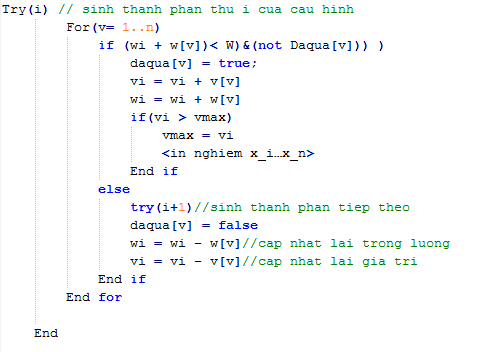 Try(i) // sinh thanh phan thu i cua cau hinh
For(v= 1..n)
if (wi + w[v])< W)&(not Daqua[v])) )
daqua[v] = true;
vi = vi + v[v]
wi = wi + w[v]
if(vi > vmax)
vmax = vi
<in nghiem x_i…x_n>
End if
else
try(i+1)//sinh thanh phan tiep theo
daqua[v] = false
wi = wi - w[v]//cap nhat lai trong luong
vi = vi - v[v]//cap nhat lai gia tri
End if
End for
End